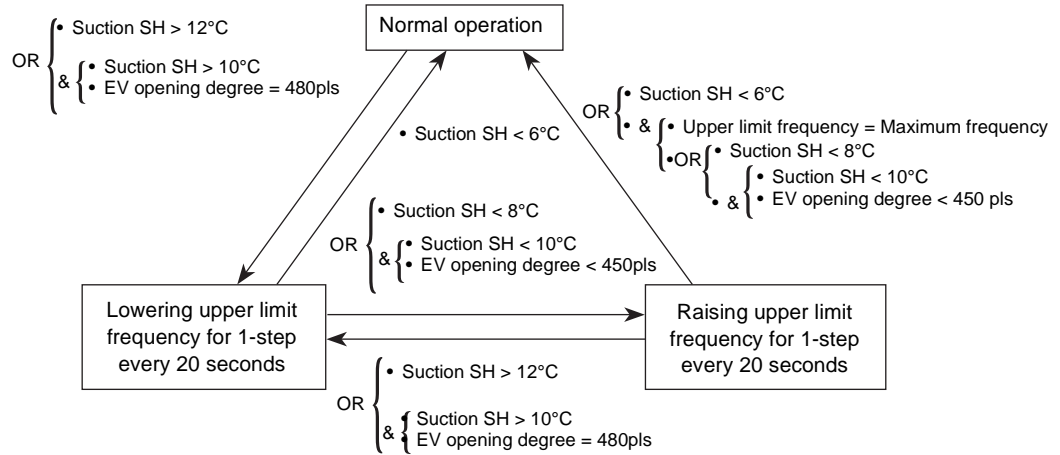 Normal operation
OR
• Suction SH > 12°C
&
• Suction SH > 10°C
• EV opening degree = 480pls
• Suction SH < 6°C
OR
• Suction SH < 6°C
• &
• Upper limit frequency = Maximum frequency
•OR
• Suction SH < 8°C
• &
• Suction SH < 10°C
• EV opening degree < 450 pls
OR
• Suction SH < 8°C
&
• Suction SH < 10°C
• EV opening degree < 450pls
Lowering upper limit
frequency for 1-step
every 20 seconds
Raising upper limit
frequency for 1-step
every 20 seconds
OR
• Suction SH > 12°C
&
• Suction SH > 10°C
• EV opening degree = 480pls